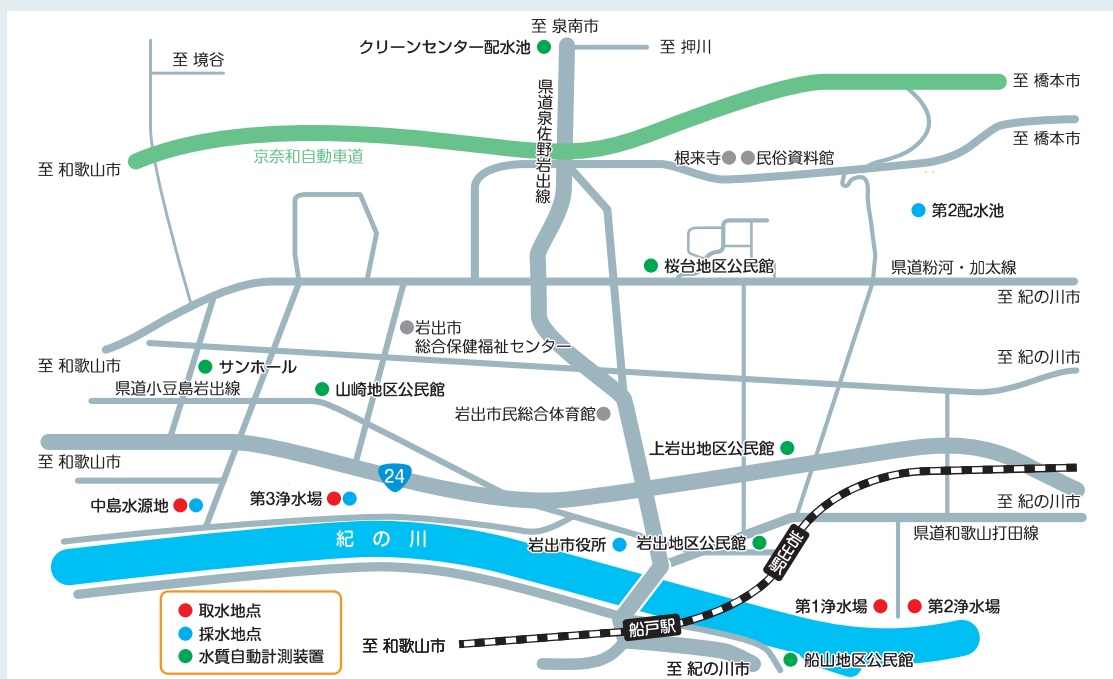 至 泉南市
クリーンセンター配水池
至 押川
至 境谷
県道泉佐野岩出線
至 橋本市
至 橋本市
京奈和自動車道
至 和歌山市
根来寺
民俗資料館
第2配水池
桜台地区公民館
県道粉河・加太線
至 紀の川市
岩出市
総合保健福祉センター
至 和歌山市
サンホール
至 紀の川市
県道小豆島岩出線
山崎地区公民館
岩出市民総合体育館
上岩出地区公民館
至 和歌山市
24
中島水源地
第3浄水場
至 紀の川市
県道和歌山打田線
紀の川
岩出市役所
岩出地区公民館
岩出駅
取水地点
採水地点
水質自動計測装置
第1浄水場
第2浄水場
船戸駅
至 和歌山市
至 紀の川市
船山地区公民館